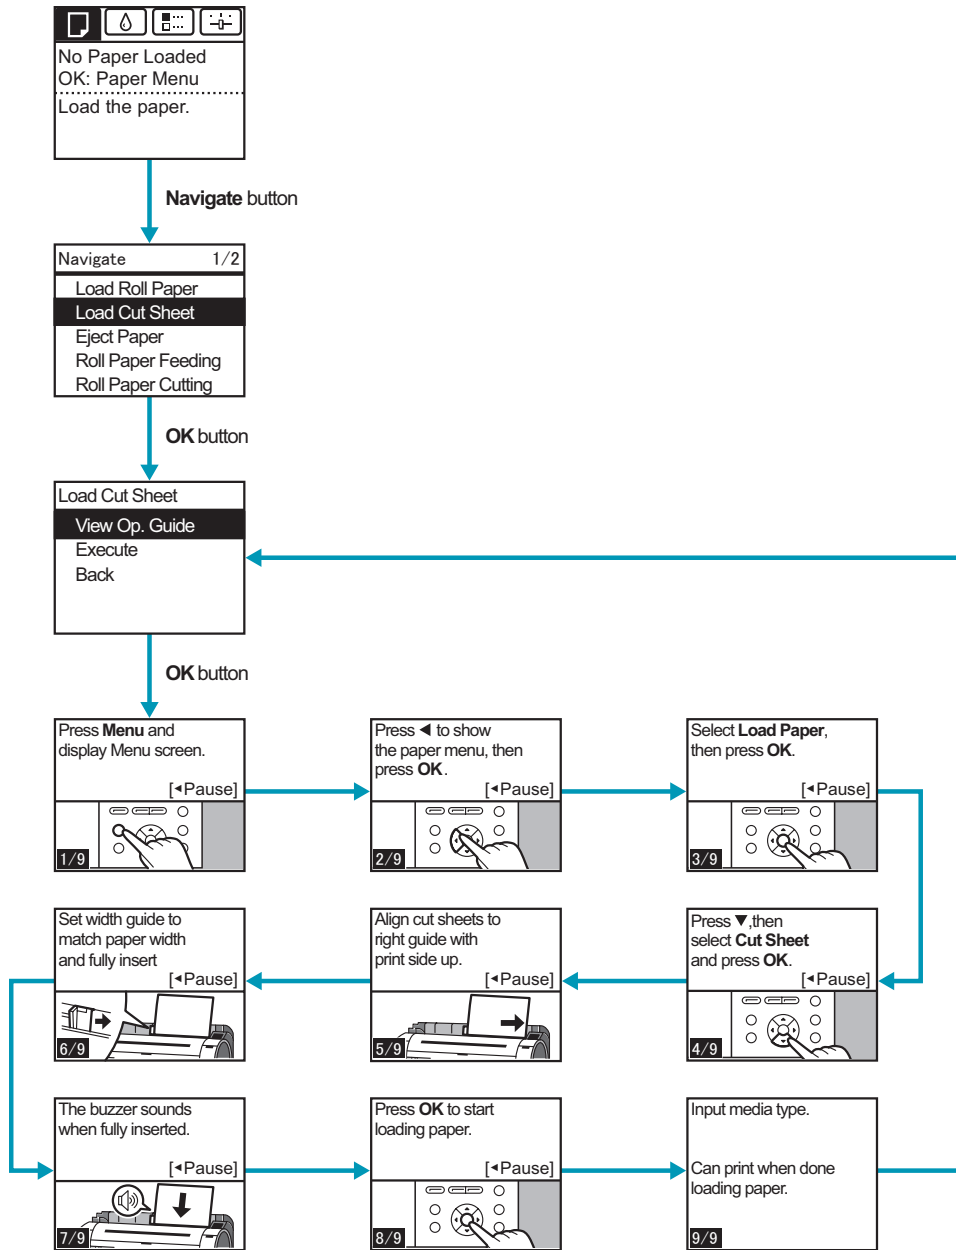 No Paper Loaded
OK: Paper Menu
Load the paper.
Navigate button
Navigate 1/2
Load Roll Paper
Load Cut Sheet
Eject Paper
Roll Paper Feeding
Roll Paper Cutting
OK button
Load Cut Sheet
View Op. Guide
Execute
Back
OK button
Press Menu and
display Menu screen.
[◂Pause]
1/9
Press ◀ to show
the paper menu, then
press OK.
[◂Pause]
2/9
Select Load Paper,
then press OK.
[◂Pause]
3/9
Press ▼,then
select Cut Sheet
and press OK.
[◂Pause]
4/9
Align cut sheets to
right guide with
print side up.
[◂Pause]
5/9
Set width guide to
match paper width
and fully insert
[◂Pause]
6/9
The buzzer sounds
when fully inserted.
[◂Pause]
7/9
Press OK to start
loading paper.
[◂Pause]
8/9
Input media type.
Can print when done
loading paper.
9/9